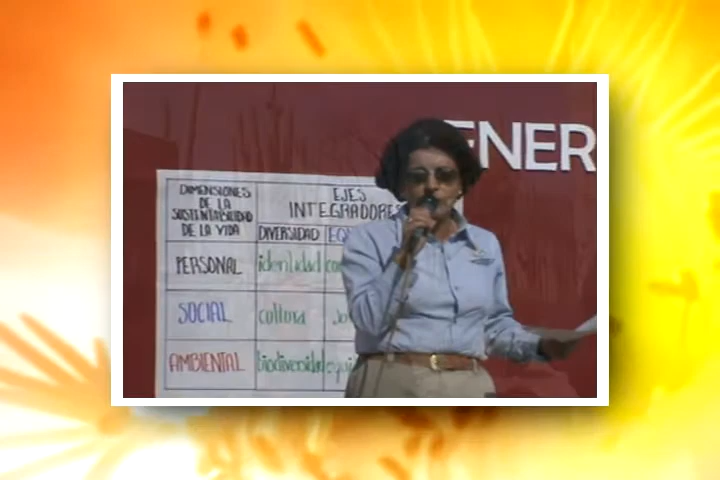 ENER
DIMENSIONES
DE LA
SUSTENTABILIDAD
DE LA VIDA
EJES
INTEGRADORES
DIVERSIDAD
PERSONAL identidad
SOCIAL cultura
AMBIENTAL biodiversidad